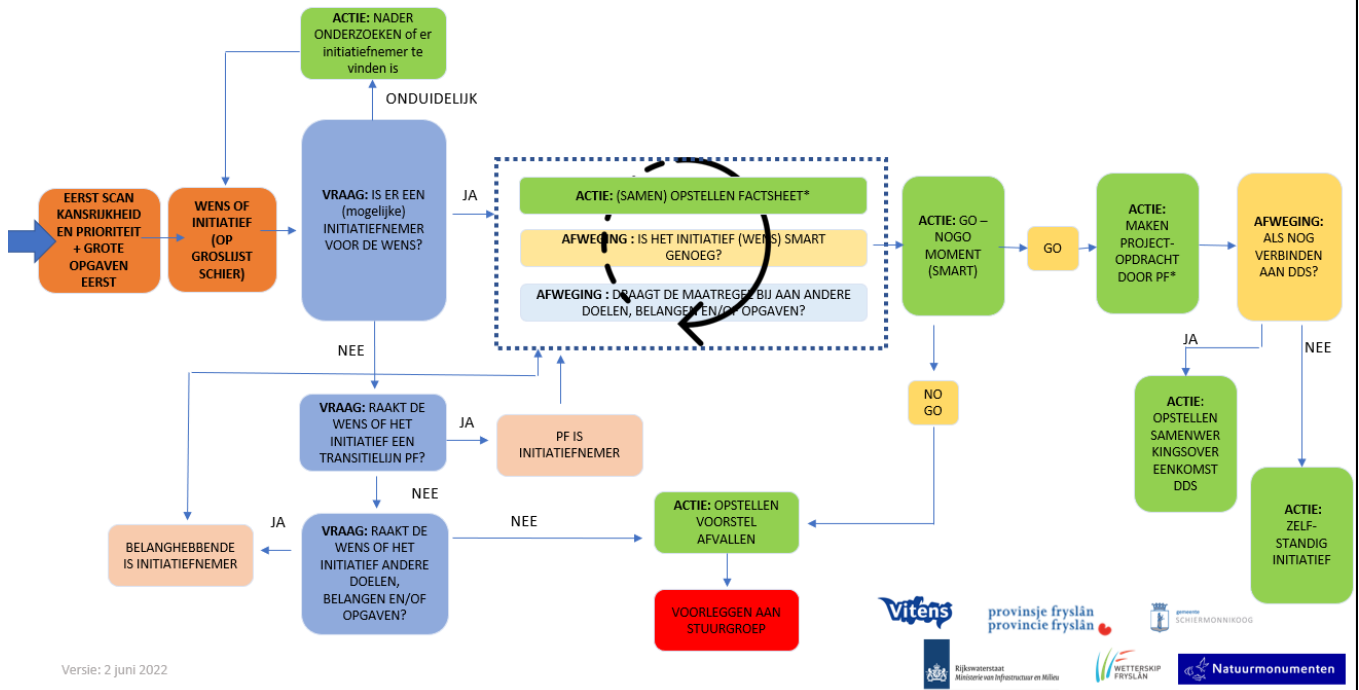 ACTIE: NADER
ONDERZOEKEN of er
initiatiefnemer te
vinden is
ONDUIDELIJK
EERST SCAN
KANSRIJKHEID
EN PRIORITEIT
+ GROTE
OPGAVEN
EERST
WENS OF
INITIATIEF
(OP
GROSLIJST
SCHIER)
VRAAG: IS ER EEN
(mogelijke)
INITIATIEFNEMER
VOOR DE WENS?
JA
ACTIE: (SAMEN) OPSTELLEN FACTSHEET*
AFWEGING : IS HET INITIATIEF (WENS) SMART
GENOEG?
AFWEGING : DRAAGT DE MAATREGEL BIJ AAN ANDERE
DOELEN, BELANGEN EN/OF OPGAVEN?
ACTIE: GO –
NOGO
MOMENT
(SMART)
GO
ACTIE:
MAKEN
PROJECT-
OPDRACHT
DOOR PF*
AFWEGING:
ALS NOG
VERBINDEN
AAN DDS?
JA
NEE
ACTIE:
OPSTELLEN
SAMENWER
KINGSOVER
EENKOMST
DDS
ACTIE:
ZELF-
STANDIG
INITIATIEF
NO
GO
NEE
VRAAG: RAAKT DE
WENS OF HET
INITIATIEF EEN
TRANSITIELIJN PF?
JA
PF IS
INITIATIEFNEMER
NEE
VRAAG: RAAKT DE
WENS OF HET
INITIATIEF ANDERE
DOELEN,
BELANGEN EN/OF
OPGAVEN?
JA
BELANGHEBBENDE
IS INITIATIEFNEMER
NEE
ACTIE: OPSTELLEN
VOORSTEL
AFVALLEN
VOORLEGGEN AAN
STUURGROEP
Vitens
provinsje fryslân
provincie fryslân
gemeente
SCHIERMONNIKOOG
Rijkswaterstaat
Ministerie van Infrastructuur en Milieu
WETTERSKIP
FRYSLÂN
Natuurmonumenten
Versie: 2 juni 2022